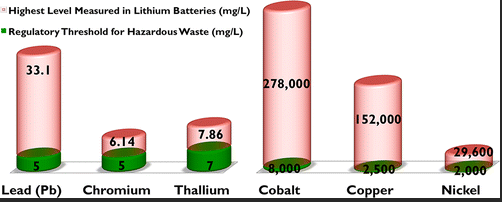 Highest Level Measured in Lithium Batteries (mg/L)
Regulatory Threshold for Hazardous Waste (mg/L)
33.1 6.14 7.86 278,000 152,000 29,600
5 5 7 8,000 2,500 2,000
Lead (Pb) Chromium Thallium Cobalt Copper Nickel